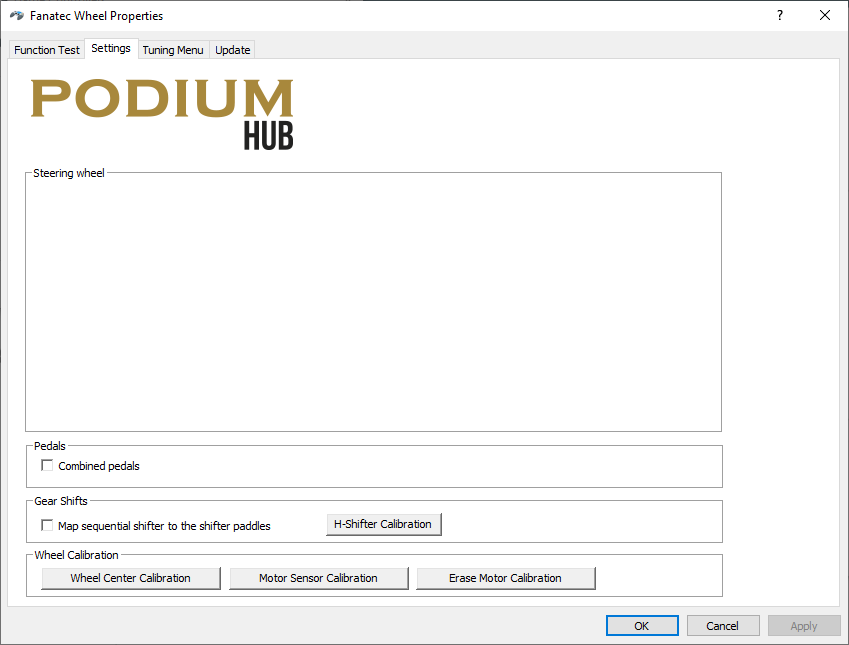 Fanatec Wheel Properties
?
Function Test Settings Tuning Menu Update
PODIUM
HUB
Steering wheel
Pedals
Combined pedals
Gear Shifts
Map sequential shifter to the shifter paddles H-Shifter Calibration
Wheel Calibration
Wheel Center Calibration Motor Sensor Calibration Erase Motor Calibration
OK Cancel Apply